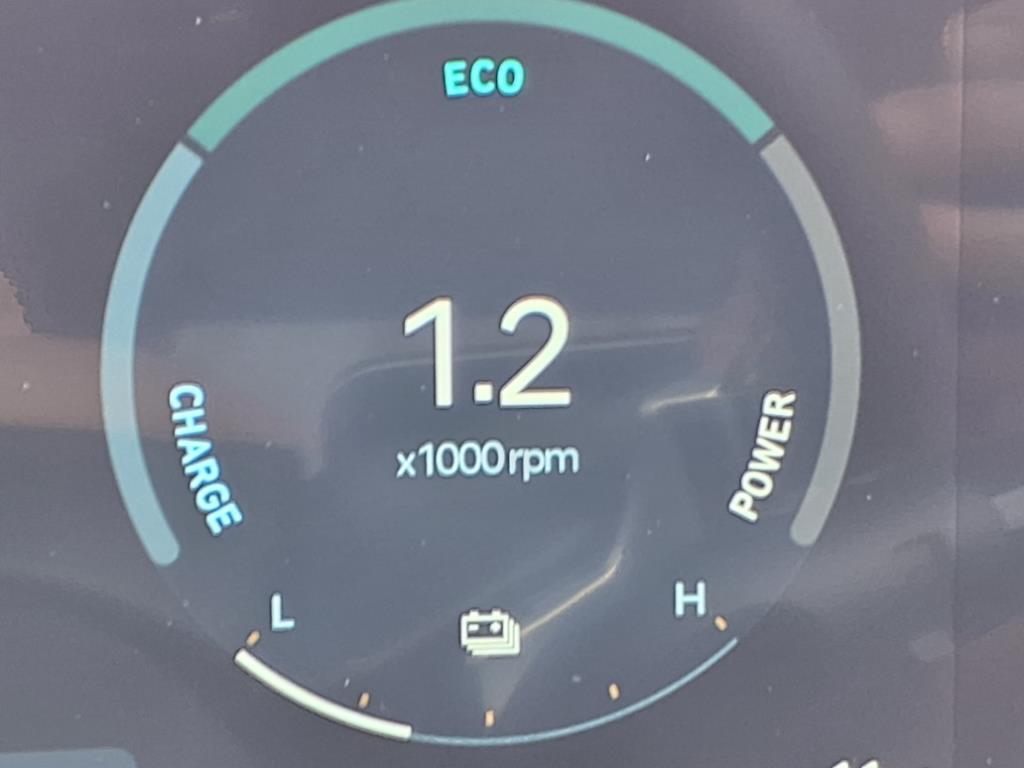 ECO
1.2
x1000rpm
CHARGE
POWER
L
H